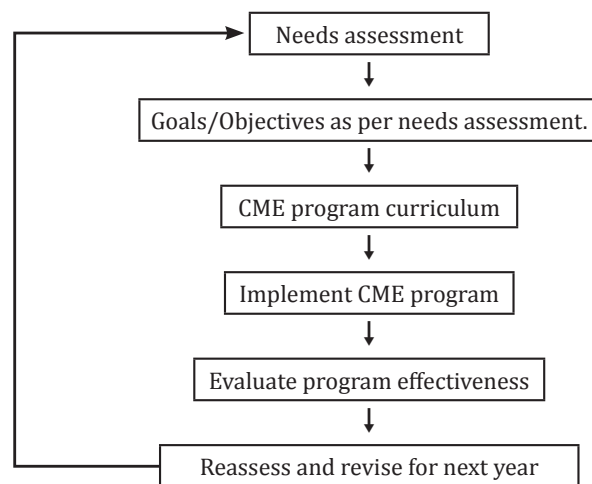 Needs assessment
Goals/Objectives as per needs assessment.
CME program curriculum
Implement CME program
Evaluate program effectiveness
Reassess and revise for next year